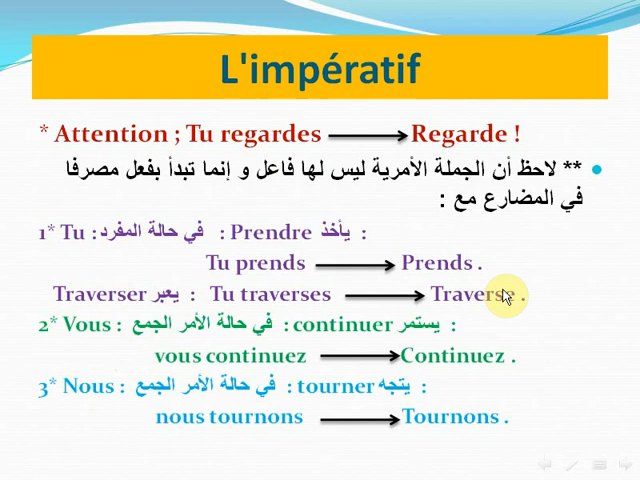 L'impératif
* Attention ; Tu regardes Regarde !
** لاحظ أن الجملة الأمرية ليس لها فاعل و إنما تبدأ بفعل مصرفا
في المضارع مع :
1* Tu : في حالة المفرد : Prendre يأخذ :
Tu prends Prends .
Traverser يعبر : Tu traverses Traverse .
2* Vous : في حالة الأمر الجمع : continuer يستمر :
vous continuez Continuez .
3* Nous : في حالة الأمر الجمع : tourner يتجه :
nous tournons Tournons .